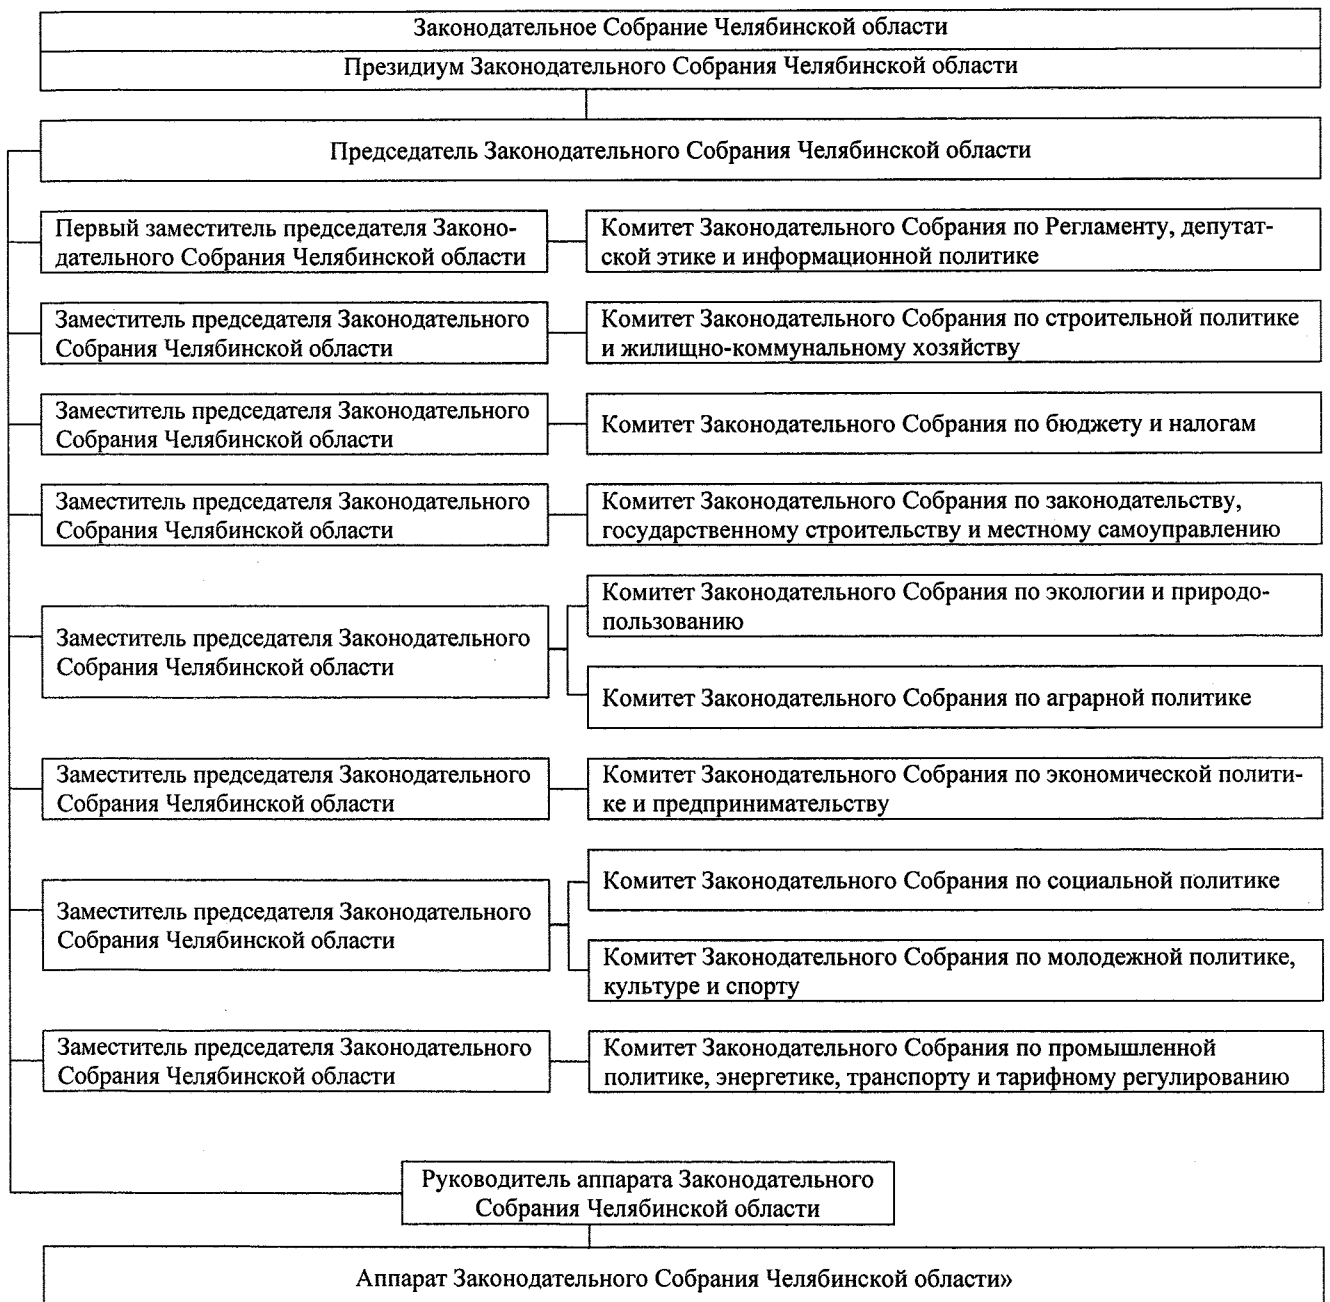 Законодательное Собрание Челябинской области
Президиум Законодательного Собрания Челябинской области
Председатель Законодательного Собрания Челябинской области
Первый заместитель председателя Законо-
дательного Собрания Челябинской области
Комитет Законодательного Собрания по Регламенту, депутат-
ской этике и информационной политике
Заместитель председателя Законодательного
Собрания Челябинской области
Комитет Законодательного Собрания по строительной политике
и жилищно-коммунальному хозяйству
Заместитель председателя Законодательного
Собрания Челябинской области
Комитет Законодательного Собрания по бюджету и налогам
Заместитель председателя Законодательного
Собрания Челябинской области
Комитет Законодательного Собрания по законодательству,
государственному строительству и местному самоуправлению
Заместитель председателя Законодательного
Собрания Челябинской области
Комитет Законодательного Собрания по экологии и природо-
пользованию
Комитет Законодательного Собрания по аграрной политике
Заместитель председателя Законодательного
Собрания Челябинской области
Комитет Законодательного Собрания по экономической полити-
ке и предпринимательству
Заместитель председателя Законодательного
Собрания Челябинской области
Комитет Законодательного Собрания по социальной политике
Комитет Законодательного Собрания по молодежной политике,
культуре и спорту
Заместитель председателя Законодательного
Собрания Челябинской области
Комитет Законодательного Собрания по промышленной
политике, энергетике, транспорту и тарифному регулированию
Руководитель аппарата Законодательного
Собрания Челябинской области
Аппарат Законодательного Собрания Челябинской области»